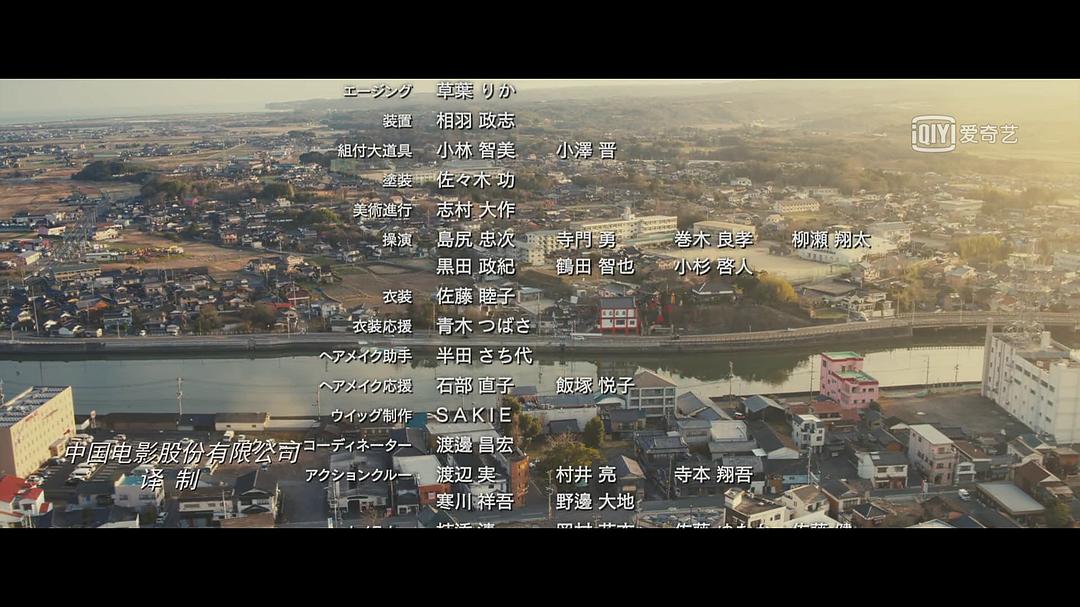 エージング 草葉 りか
装置 相羽 政志
iQIYI 爱奇艺
組付大道具 小林 智美 小澤 晋
塗装 佐々木 功
美術進行 志村 大作
操演 島尻 忠次 寺門 勇 巻木 良孝 柳瀬 翔太
黒田 政紀 鶴田 智也 小杉 啓人
衣装 佐藤 睦子
衣装応援 青木 つばさ
ヘアメイク助手 半田 さち代
ヘアメイク応援 石部 直子 飯塚 悦子
ウイッグ制作 SAKIE
コーディネーター 渡邊 昌宏
中国电影股份有限公司
译 制
アクションクルー 渡辺 実 村井 亮 寺本 翔吾
寒川 祥吾 野邊 大地